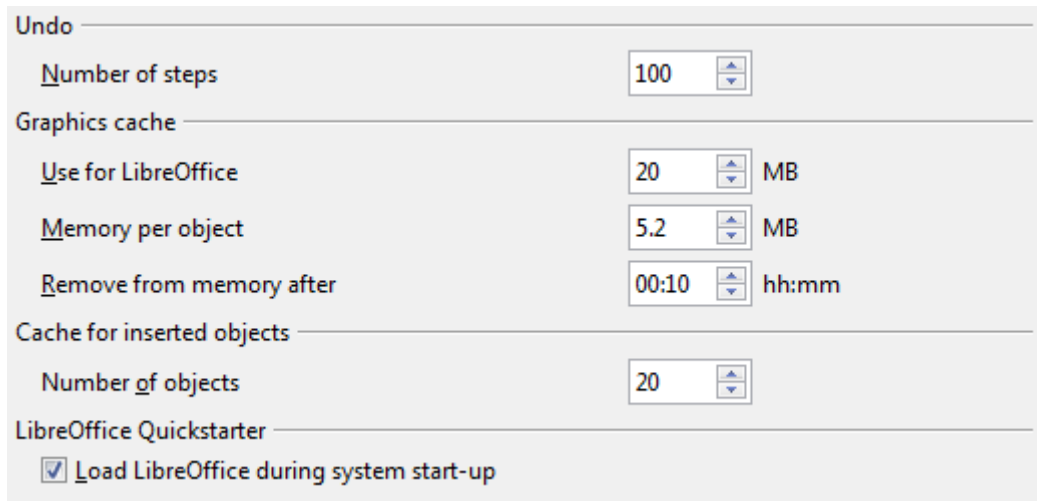 Undo
Number of steps 100
Graphics cache
Use for LibreOffice 20 MB
Memory per object 5.2 MB
Remove from memory after 00:10 hh:mm
Cache for inserted objects
Number of objects 20
LibreOffice Quickstarter
Load LibreOffice during system start-up